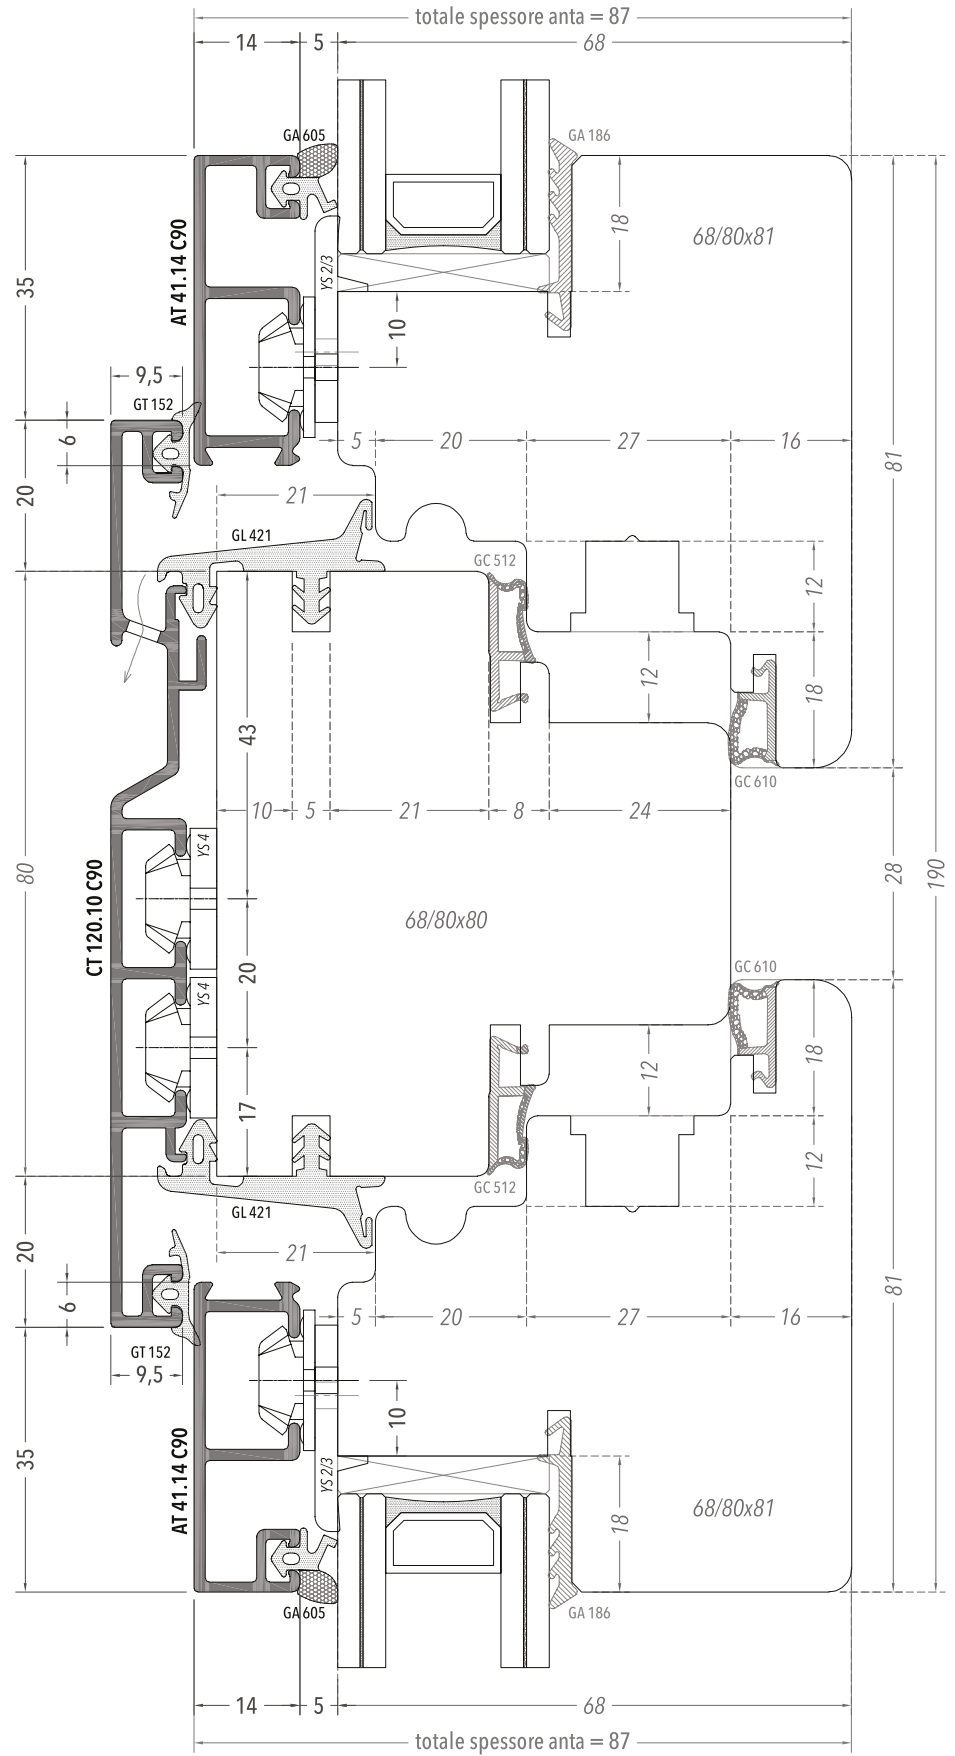 totale spessore anta = 87
14
5
68
GA 605
GA 186
AT 41.14 C90
YS 2/3
18
68/80x81
35
10
9,5
GT 152
6
20
5
20
27
16
81
21
GL 421
GC 512
12
12
18
43
190
10
5
21
8
24
GC 610
YS 4
80
CT 120.10 C90
68/80x80
28
20
YS 4
GC 610
17
12
18
12
GC 512
GL 421
20
21
6
5
20
27
16
81
GT 152
9,5
10
AT 41.14 C90
YS 2/3
35
18
68/80x81
GA 605
GA 186
14
5
68
totale spessore anta = 87